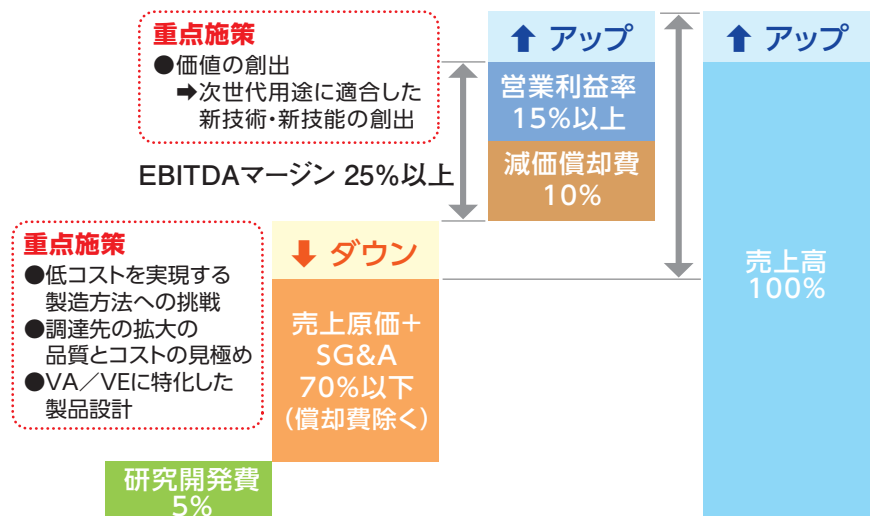 重点施策
●価値の創出
➡次世代用途に適合した
新技術・新技能の創出
EBITDAマージン 25%以上
⬆ アップ
営業利益率
15%以上
減価償却費
10%
⬆ アップ
売上高
100%
重点施策
●低コストを実現する
製造方法への挑戦
●調達先の拡大の
品質とコストの見極め
●VA／VEに特化した
製品設計
⬇ ダウン
売上原価＋
SG&A
70%以下
(償却費除く)
研究開発費
5%